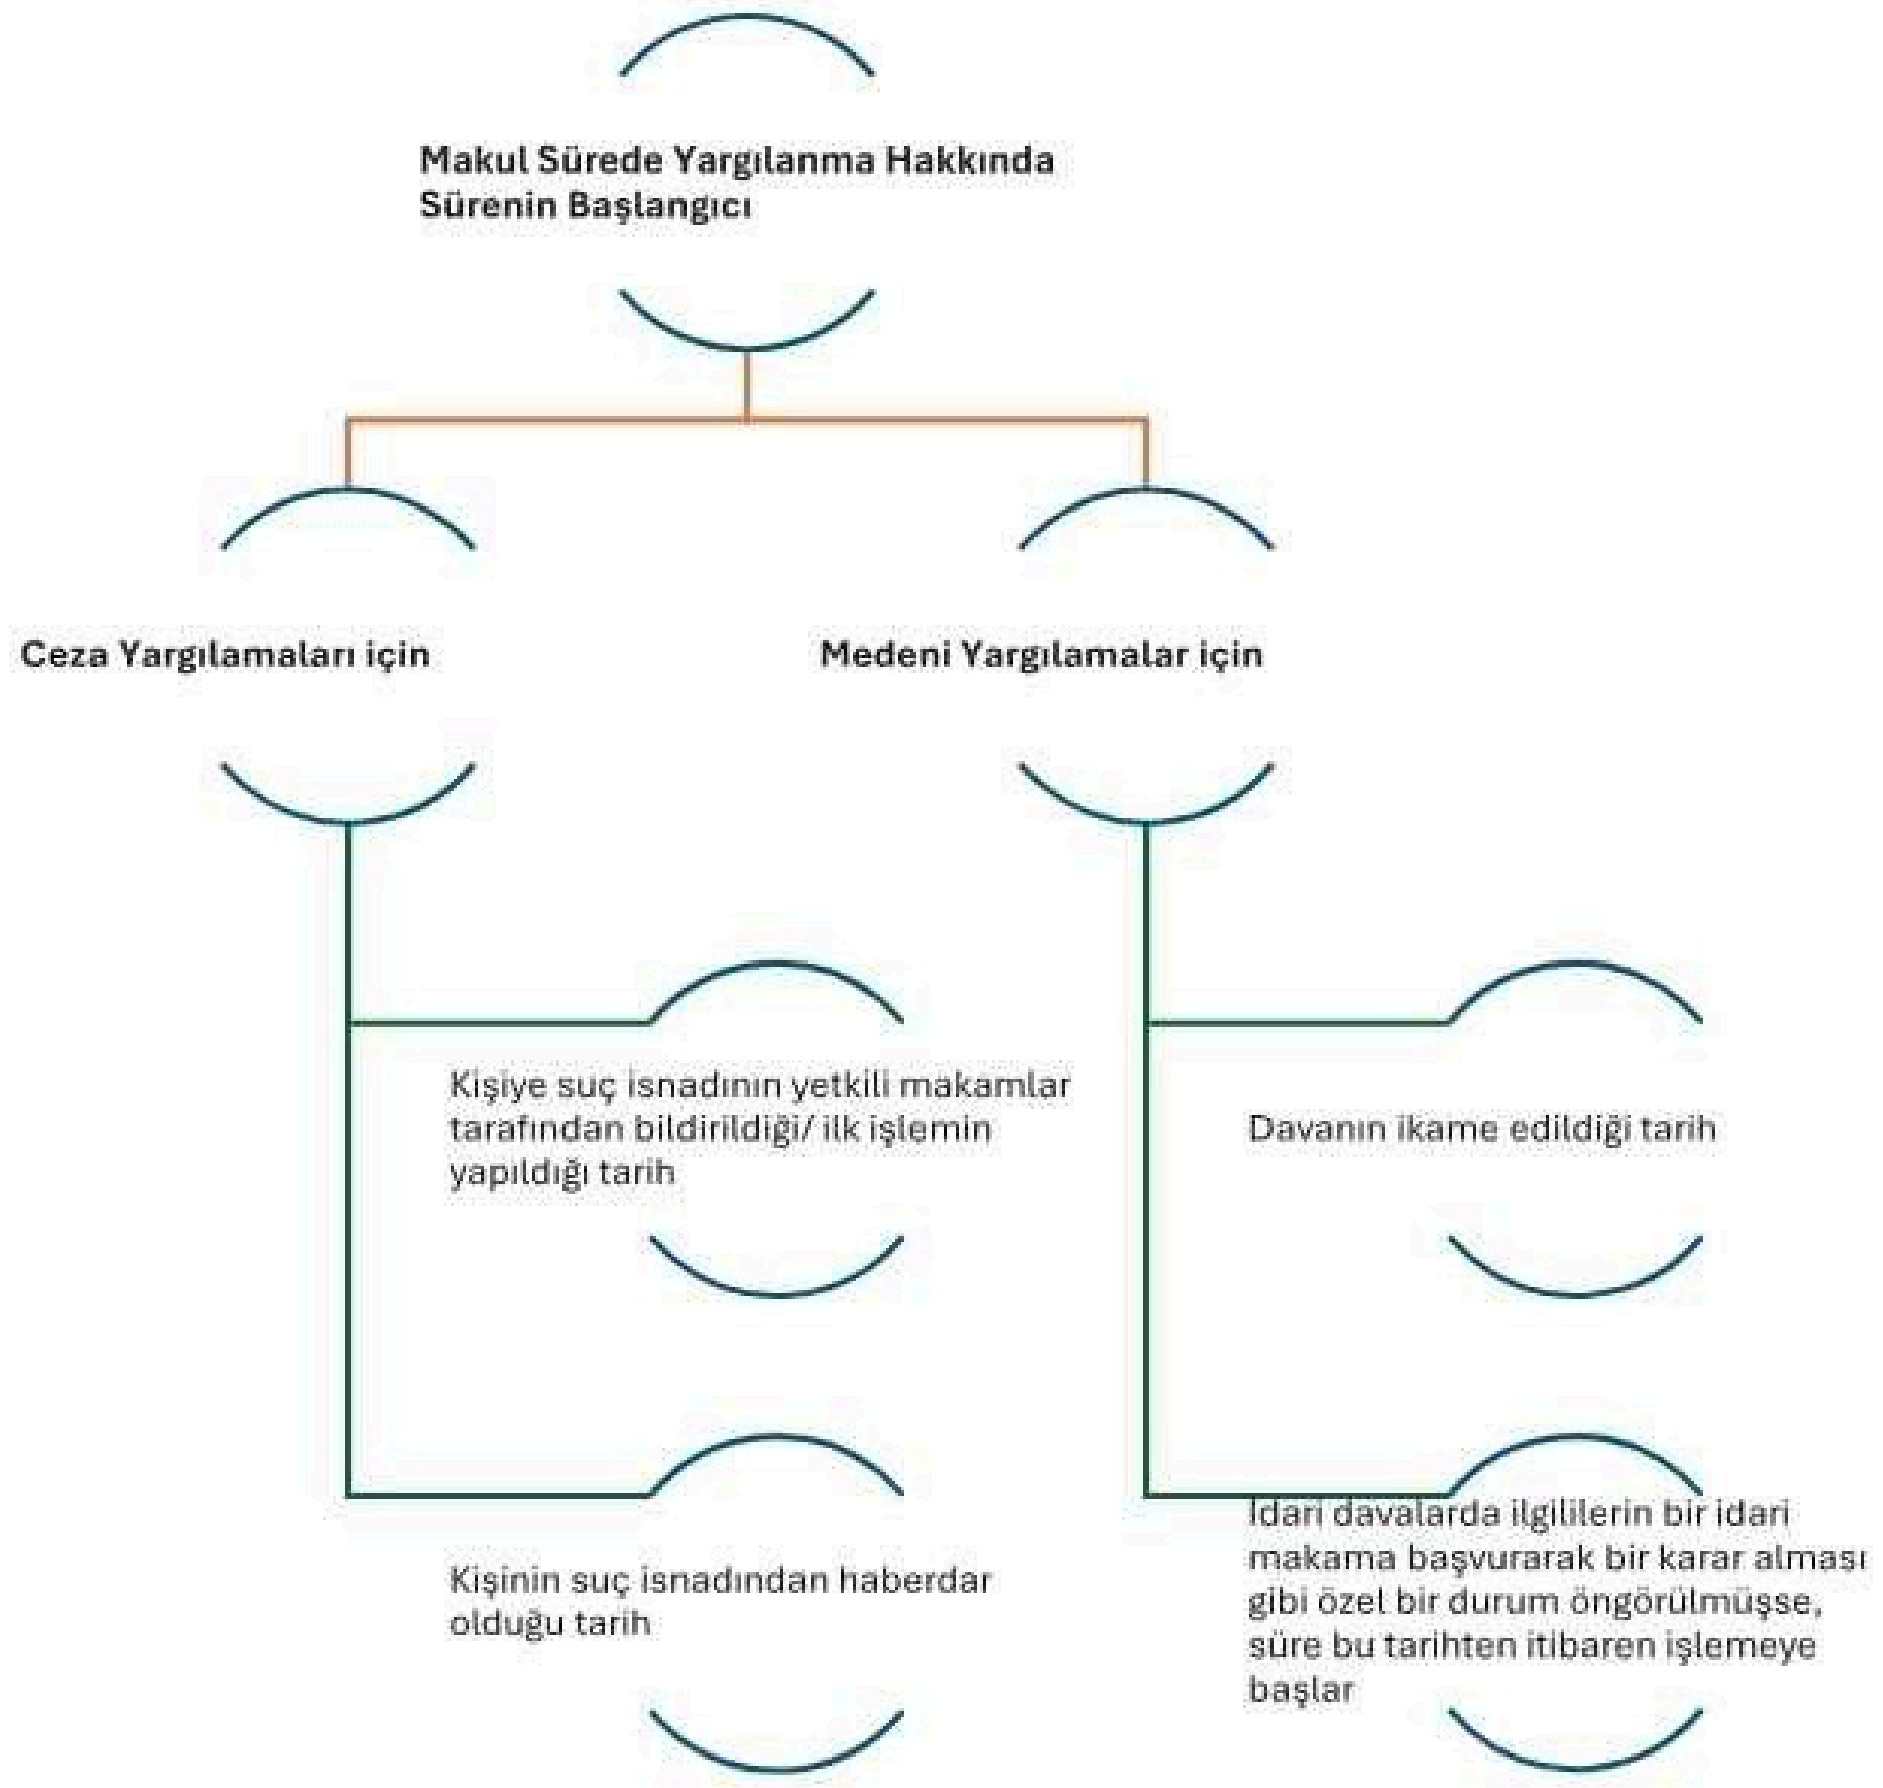 Makul Sürede Yargılanma Hakkında
Sürenin Başlangıcı
Ceza Yargılamaları için
Medeni Yargılamalar için
Kişiye suç isnadının yetkili makamlar
tarafından bildirildiği/ ilk işlemin
yapıldığı tarih
Davanın ikame edildiği tarih
Kişinin suç isnadından haberdar
olduğu tarih
İdari davalarda ilgililerin bir idari
makama başvurarak bir karar alması
gibi özel bir durum öngörülmüşse,
süre bu tarihten itibaren işlemeye
başlar